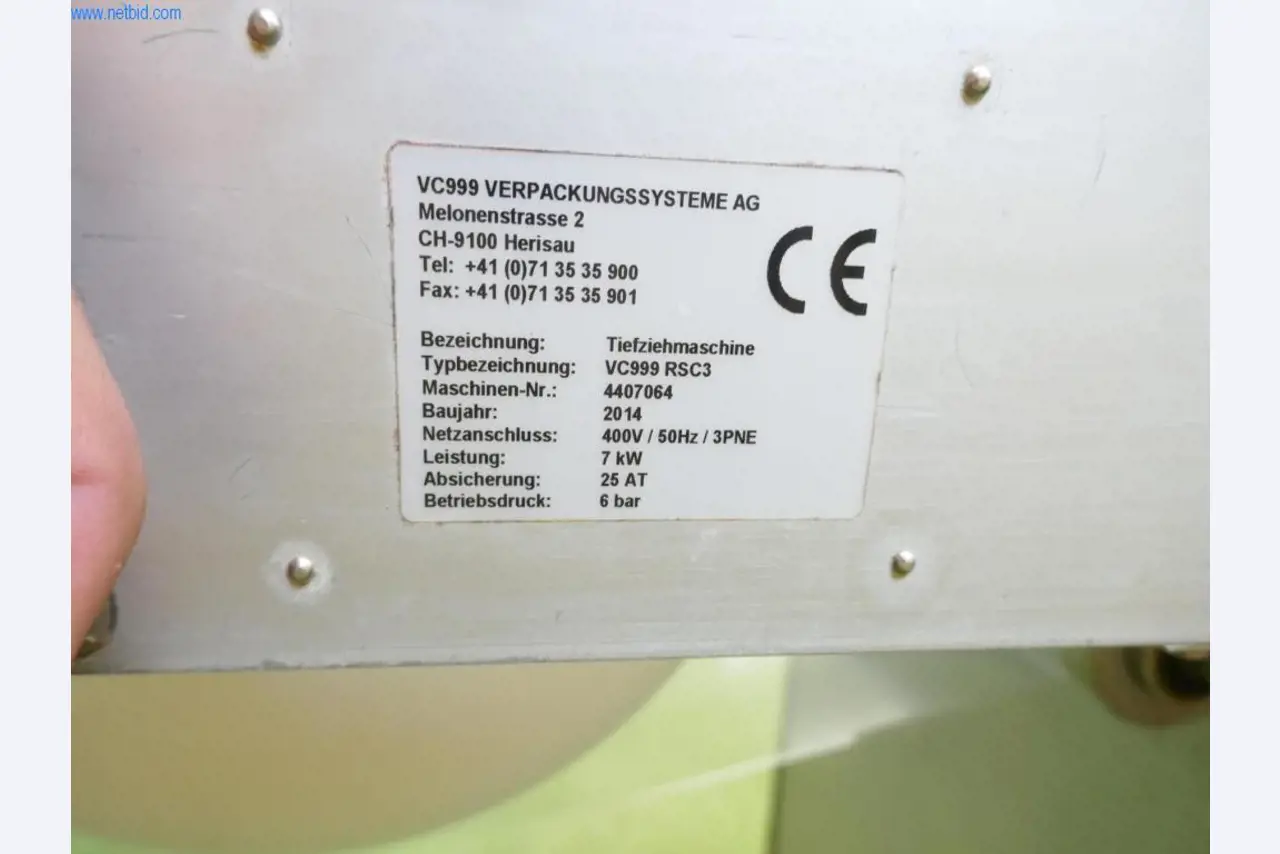 www.netbid.com
VC999 VERPACKUNGSSYSTEME AG
Melonenstrasse 2
CH-9100 Herisau
Tel: +41 (0)71 35 35 900
Fax: +41 (0)71 35 35 901
CE
Bezeichnung: Tiefziehmaschine
Typbezeichnung: VC999 RSC3
Maschinen-Nr.: 4407064
Baujahr: 2014
Netzanschluss: 400V / 50Hz / 3PNE
Leistung: 7 kW
Absicherung: 25 AT
Betriebsdruck: 6 bar